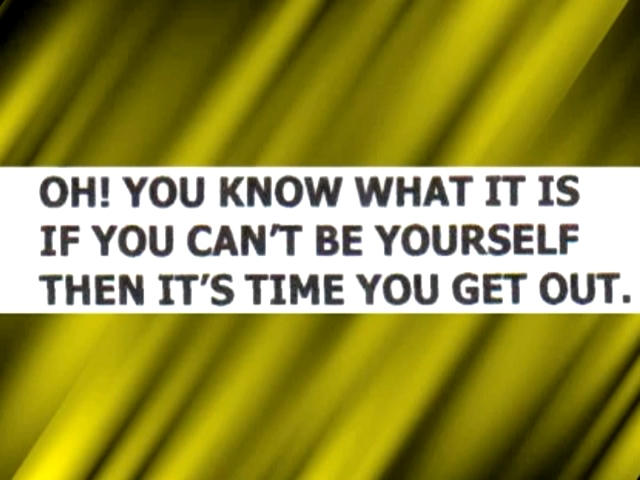 OH! YOU KNOW WHAT IT IS
IF YOU CAN'T BE YOURSELF
THEN IT'S TIME YOU GET OUT.